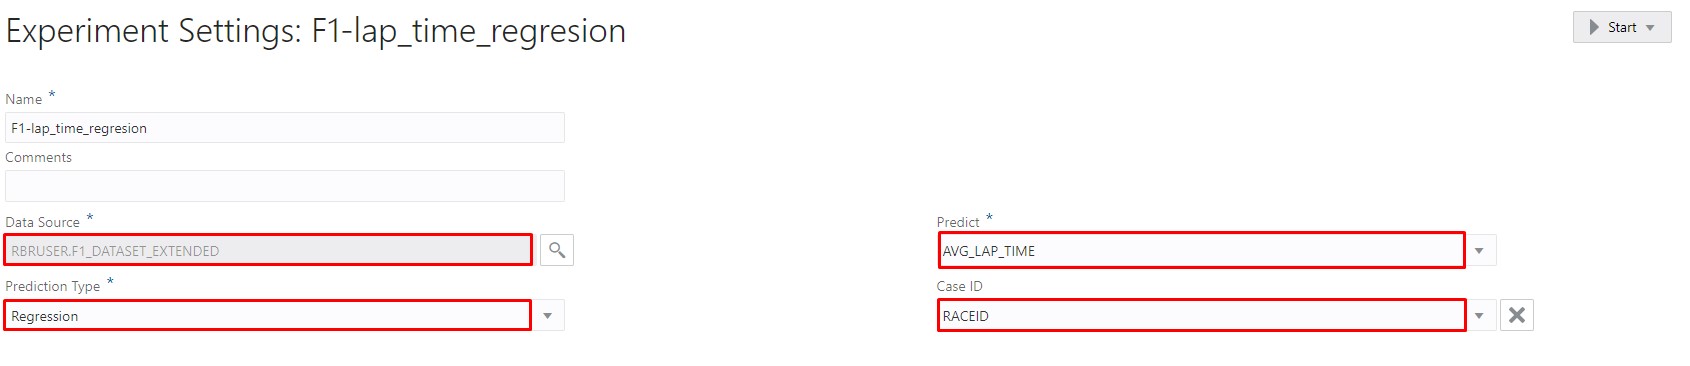 Experiment Settings: F1-lap_time_regresion
Start
Name *
F1-lap_time_regresion
Comments
Data Source *
RBRUSER.F1_DATASET_EXTENDED
Predict *
AVG_LAP_TIME
Prediction Type *
Regression
Case ID
RACEID